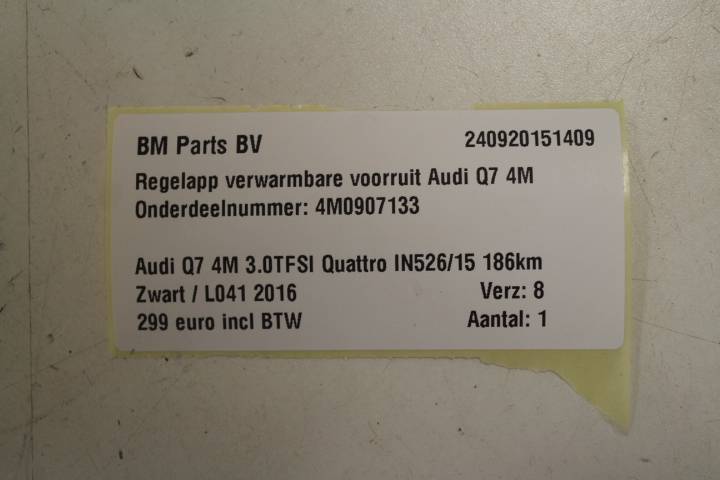 BM Parts BV 240920151409
Regelapp verwarmbare voorruit Audi Q7 4M
Onderdeelnummer: 4M0907133
Audi Q7 4M 3.0TFSI Quattro IN526/15 186km
Zwart / L041 2016 Verz: 8
299 euro incl BTW Aantal: 1